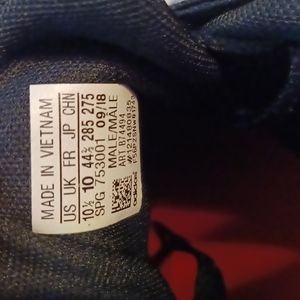 MADE IN VIETNAM
US UK FR JP CHN
10½ 10 44⅔ 285 275
SPG 753001 09/18
MALE/MALE
ART B74494
adidas